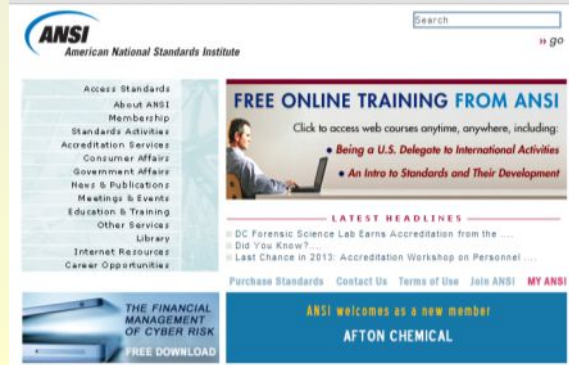 ANSI
American National Standards Institute
Search
» go
Access Standards
About ANSI
Membership
Standards Activities
Accreditation Services
Consumer Affairs
Government Affairs
News & Publications
Meetings & Events
Education & Training
Other Services
Library
Internet Resources
Career Opportunities
FREE ONLINE TRAINING FROM ANSI
Click to access web courses anytime, anywhere, including:
• Being a U.S. Delegate to International Activities
• An Intro to Standards and Their Development
LATEST HEADLINES
DC Forensic Science Lab Earns Accreditation from the ....
Did You Know?....
Last Chance in 2013: Accreditation Workshop on Personnel ....
Purchase Standards Contact Us Terms of Use Join ANSI MY ANSI
THE FINANCIAL
MANAGEMENT
OF CYBER RISK
FREE DOWNLOAD
ANSI welcomes as a new member
AFTON CHEMICAL